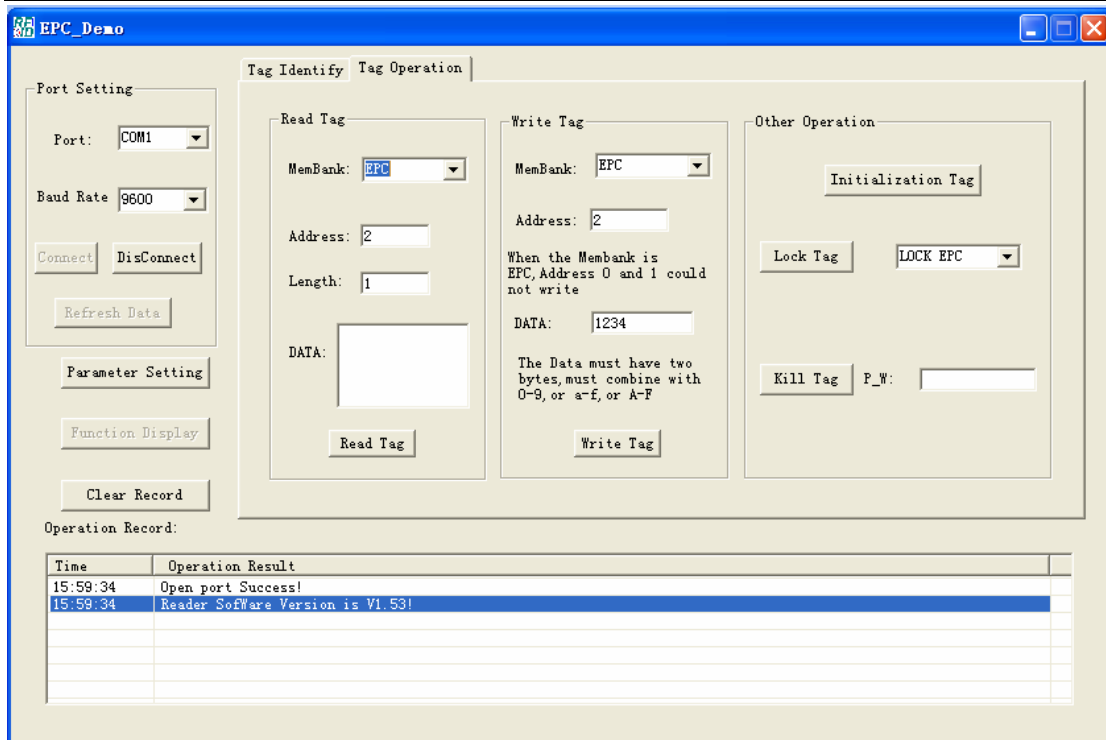 EPC_Demo
Tag Identify
Tag Operation
Port Setting
Port:
COM1
Baud Rate
9600
Connect
DisConnect
Refresh Data
Parameter Setting
Function Display
Clear Record
Read Tag
MemBank:
EPC
Address:
2
Length:
1
DATA:
Read Tag
Write Tag
MemBank:
EPC
Address:
2
When the Membank is
EPC,Address 0 and 1 could
not write
DATA:
1234
The Data must have two
bytes,must combine with
0-9, or a-f, or A-F
Write Tag
Other Operation
Initialization Tag
Lock Tag
LOCK EPC
Kill Tag
P_W:
Operation Record:
Time
Operation Result
15:59:34
Open port Success!
15:59:34
Reader SofWare Version is V1.53!